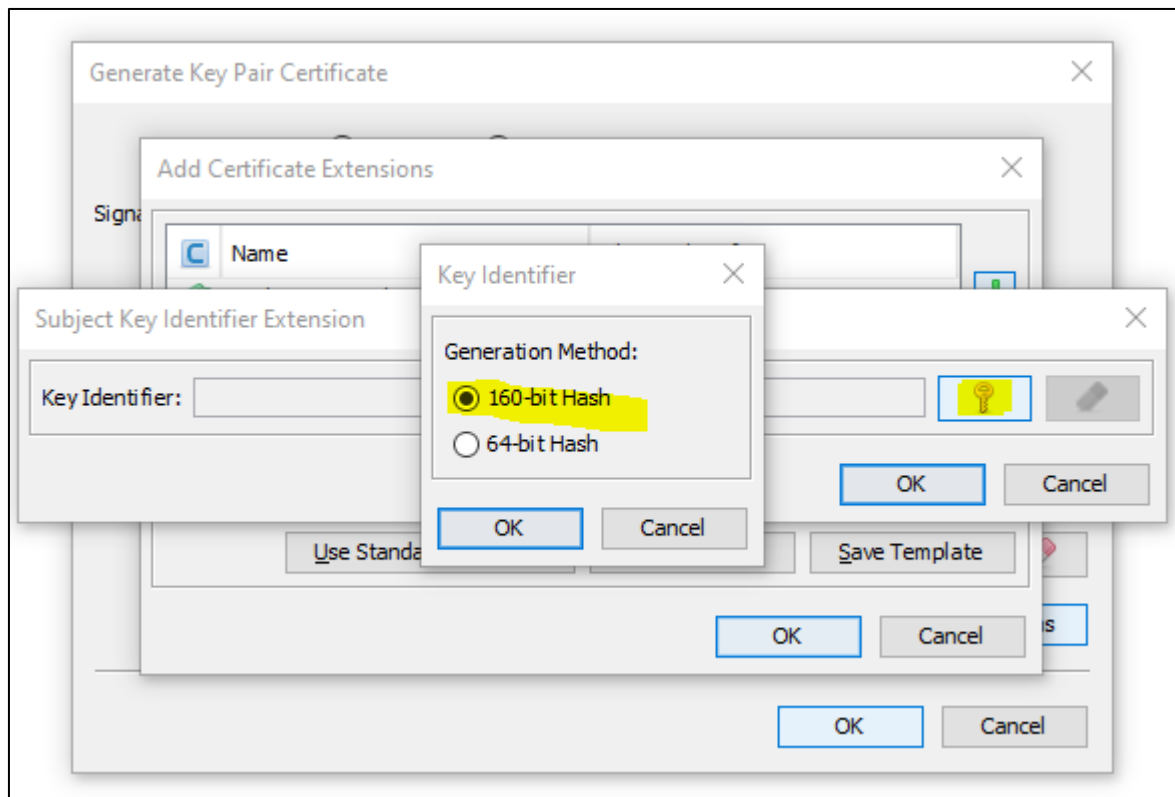 Generate Key Pair Certificate
Add Certificate Extensions
Signa
Name
Key Identifier
Subject Key Identifier Extension
Generation Method:
Key Identifier:
160-bit Hash
64-bit Hash
OK Cancel
OK Cancel
Use Standa
Save Template
OK Cancel
s
OK Cancel